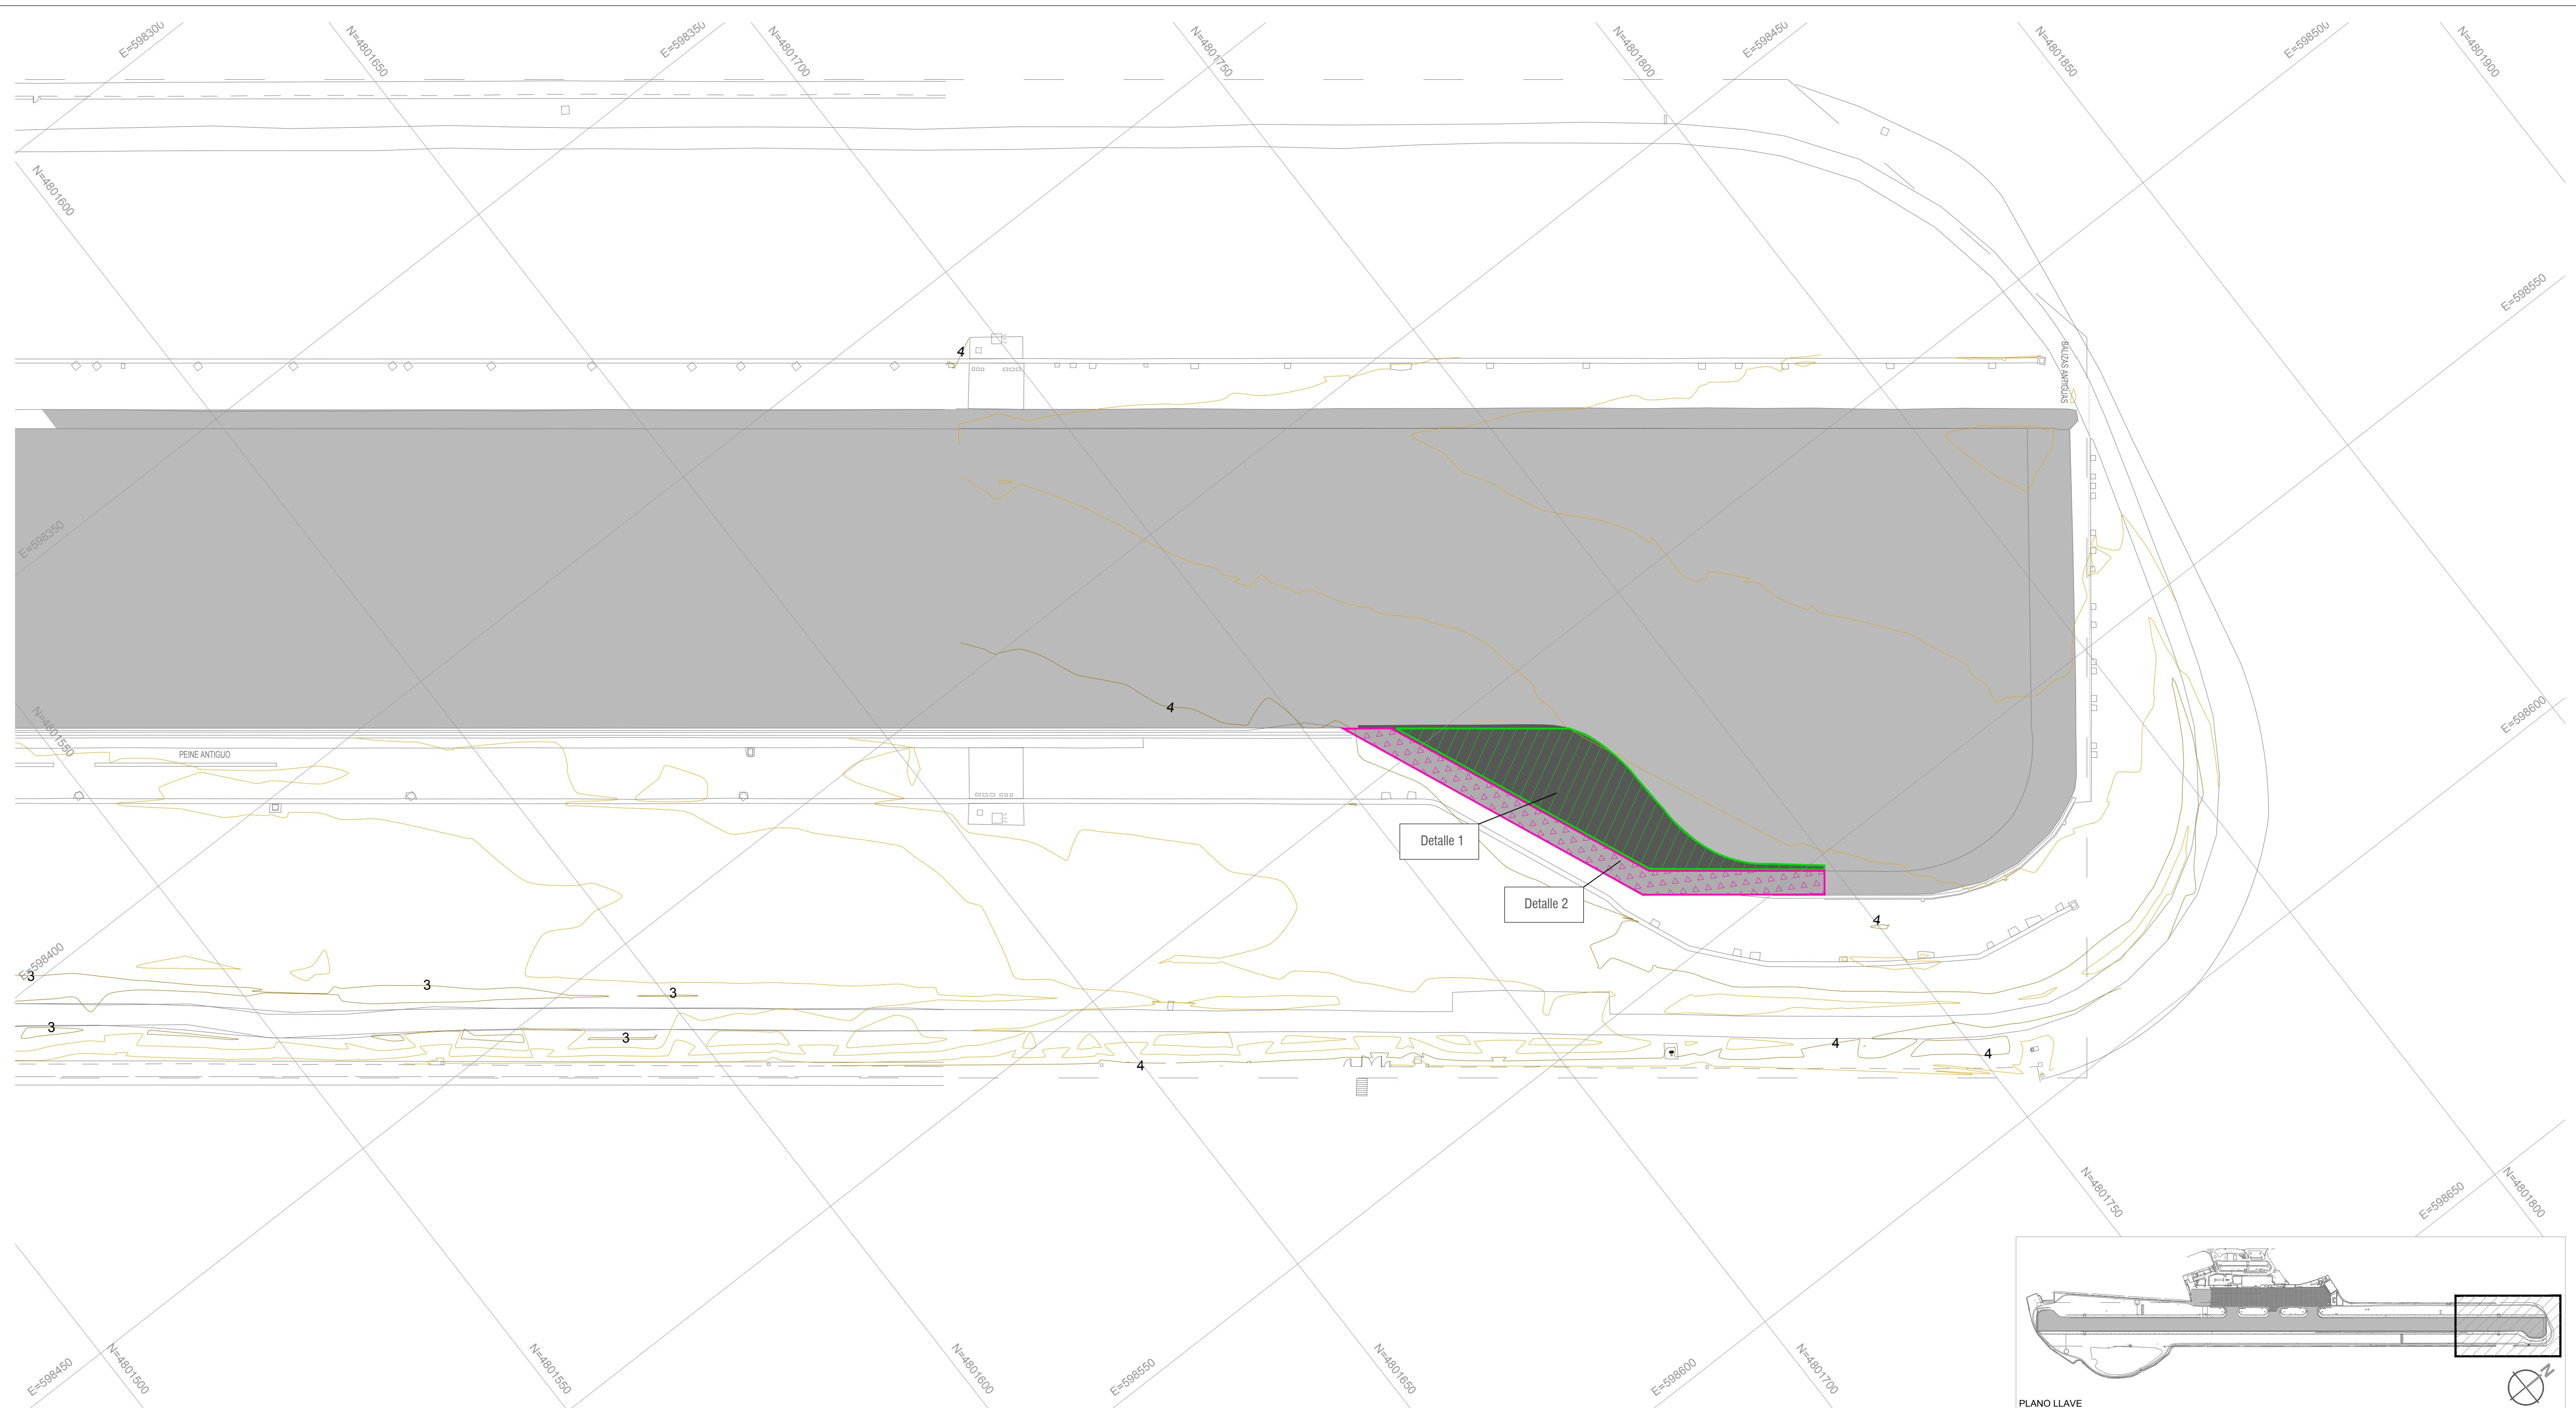 E=598300
N=4801650
E=598350
N=4801700
N=4801750
N=4801800
E=598450
N=4801850
E=598500
N=4801900
N=4801600
E=598550
4
BALIZAS ANTIGUAS
E=598350
4
N=4801550
PEINE ANTIGUO
E=598600
Detalle 1
Detalle 2
4
E=598400
3
3
3
3
3
4
4
4
N=4801750
N=4801800
E=598650
E=598450
N=4801500
N=4801550
N=4801600
E=598550
N=4801650
E=598600
N=4801700
N
PLANO LLAVE